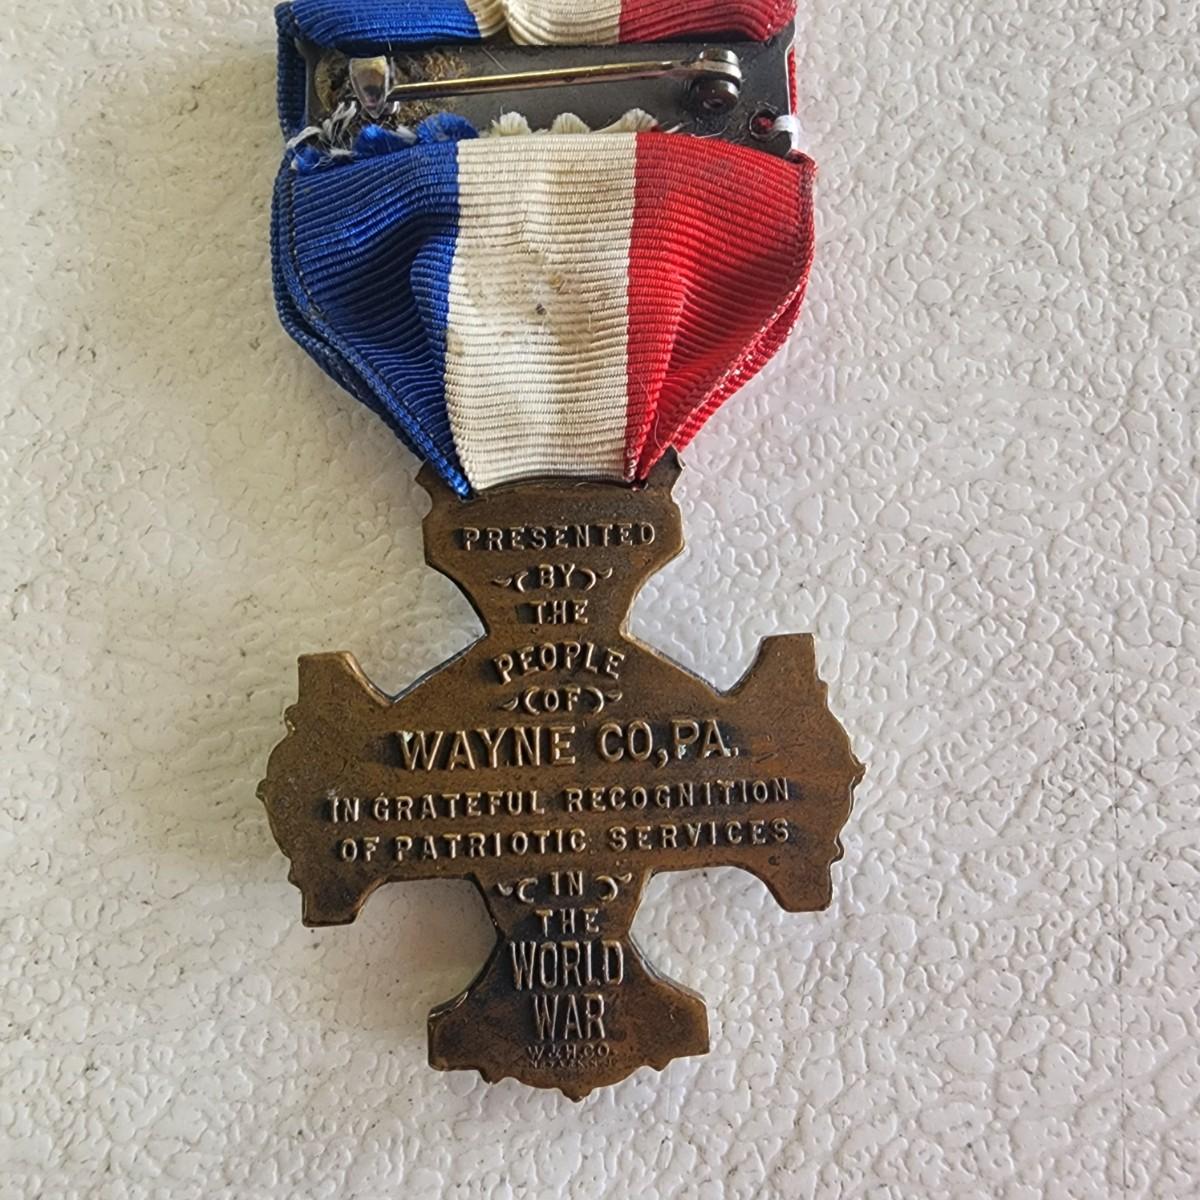 PRESENTED
BY
THE
PEOPLE
OF
WAYNE CO, PA.
IN GRATEFUL RECOGNITION
OF PATRIOTIC SERVICES
IN
THE
WORLD
WAR
W. & H. CO.